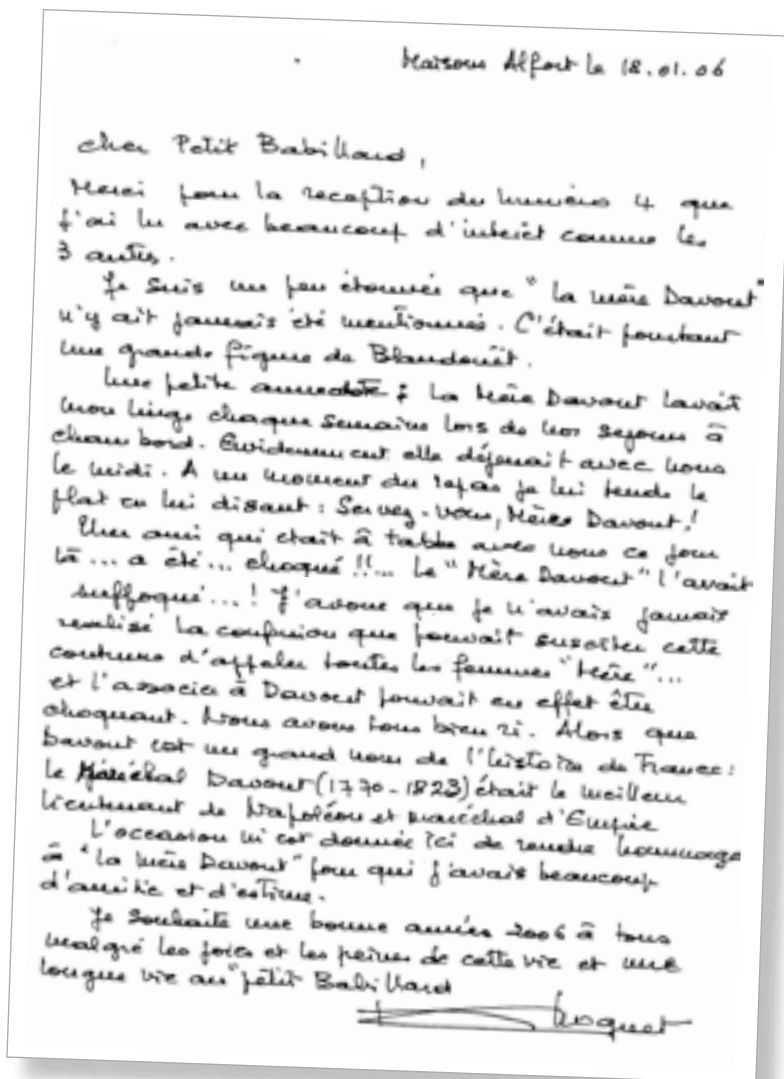 Maisons Alfort le 18.01.06
cher Petit Babillard,
Merci pour la reception du numéro 4 que
j'ai lu avec beaucoup d'interêt comme les
3 autres.
Je suis un peu étonnée que "la mère Davout"
n'y ait jamais été mentionnée. C'était pourtant
une grande figure de Blandouët.
Une petite annecdote : La Mère Davout lavait
mon linge chaque semaine lors de nos sejours à
chambord. Evidemment elle déjeunait avec nous
le midi. A un moment du repas je lui tends le
plat en lui disant : Servez-vous, Mère Davout !
Un ami qui était à table avec nous ce jour
là... a été... choqué !!... Le "Mère Davout" l'avait
suffoqué...! J'avoue que je n'avais jamais
réalisé la confusion que pouvait susciter cette
coutume d'appeler toutes les femmes "Mère"...
et l'associer à Davout pouvait en effet être
choquant. Nous avons tous bien ri. Alors que
Davout est un grand nom de l'histoire de France :
le Maréchal Davout (1770-1823) était le meilleur
lieutenant de Napoléon et maréchal d'Empire
L'occasion m'est donnée ici de rendre hommage
à "la mère Davout" pour qui j'avais beaucoup
d'amitié et d'estime.
Je souhaite une bonne année 2006 à tous
malgré les joies et les peines de cette vie et une
longue vie au "petit Babillard